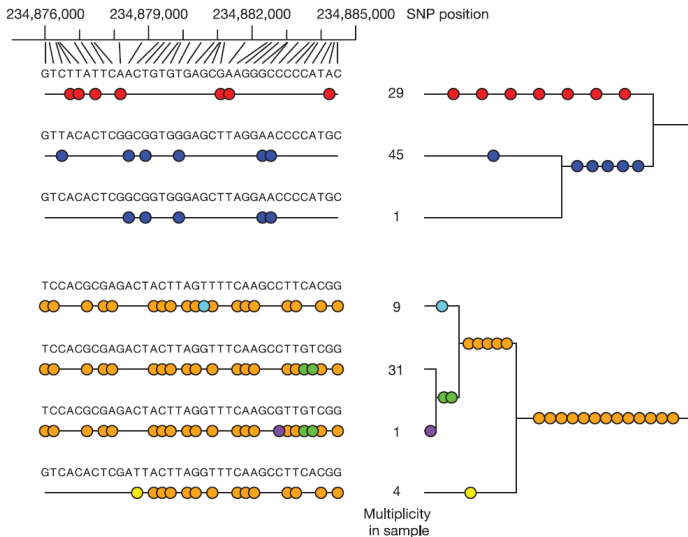 234,876,000 234,879,000 234,882,000 234,885,000 SNP position
GTCTTATTCAACTGTGTGAGCGAAGGGCCCCCATAC
29
GTTACACTCGGCGGTGGGAGCTTAGGAACCCCATGC
45
GTCACACTCGGCGGTGGGAGCTTAGGAACCCCATGC
1
TCCACGCGAGACTACTTAGTTTTCAAGCCTTCACGG
9
TCCACGCGAGACTACTTAGGTTTCAAGCCTTGTCGG
31
TCCACGCGAGACTACTTAGGTTTCAAGCGTTGTCGG
1
GTCACACTCGATTACTTAGGTTTCAAGCCTTCACGG
4
Multiplicity
in sample